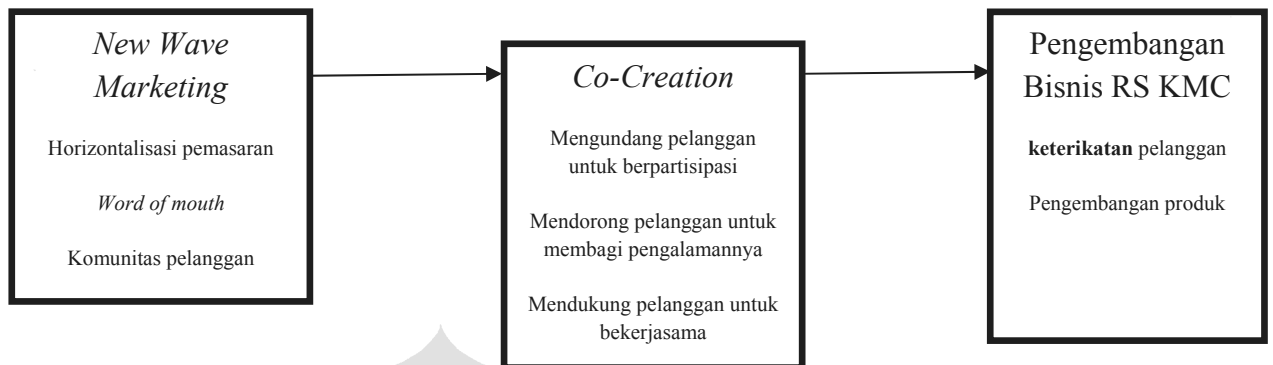 New Wave
Marketing
Horizontalisasi pemasaran
Word of mouth
Komunitas pelanggan
Co-Creation
Mengundang pelanggan
untuk berpartisipasi
Mendorong pelanggan untuk
membagi pengalamannya
Mendukung pelanggan untuk
bekerjasama
Pengembangan
Bisnis RS KMC
keterikatan pelanggan
Pengembangan produk